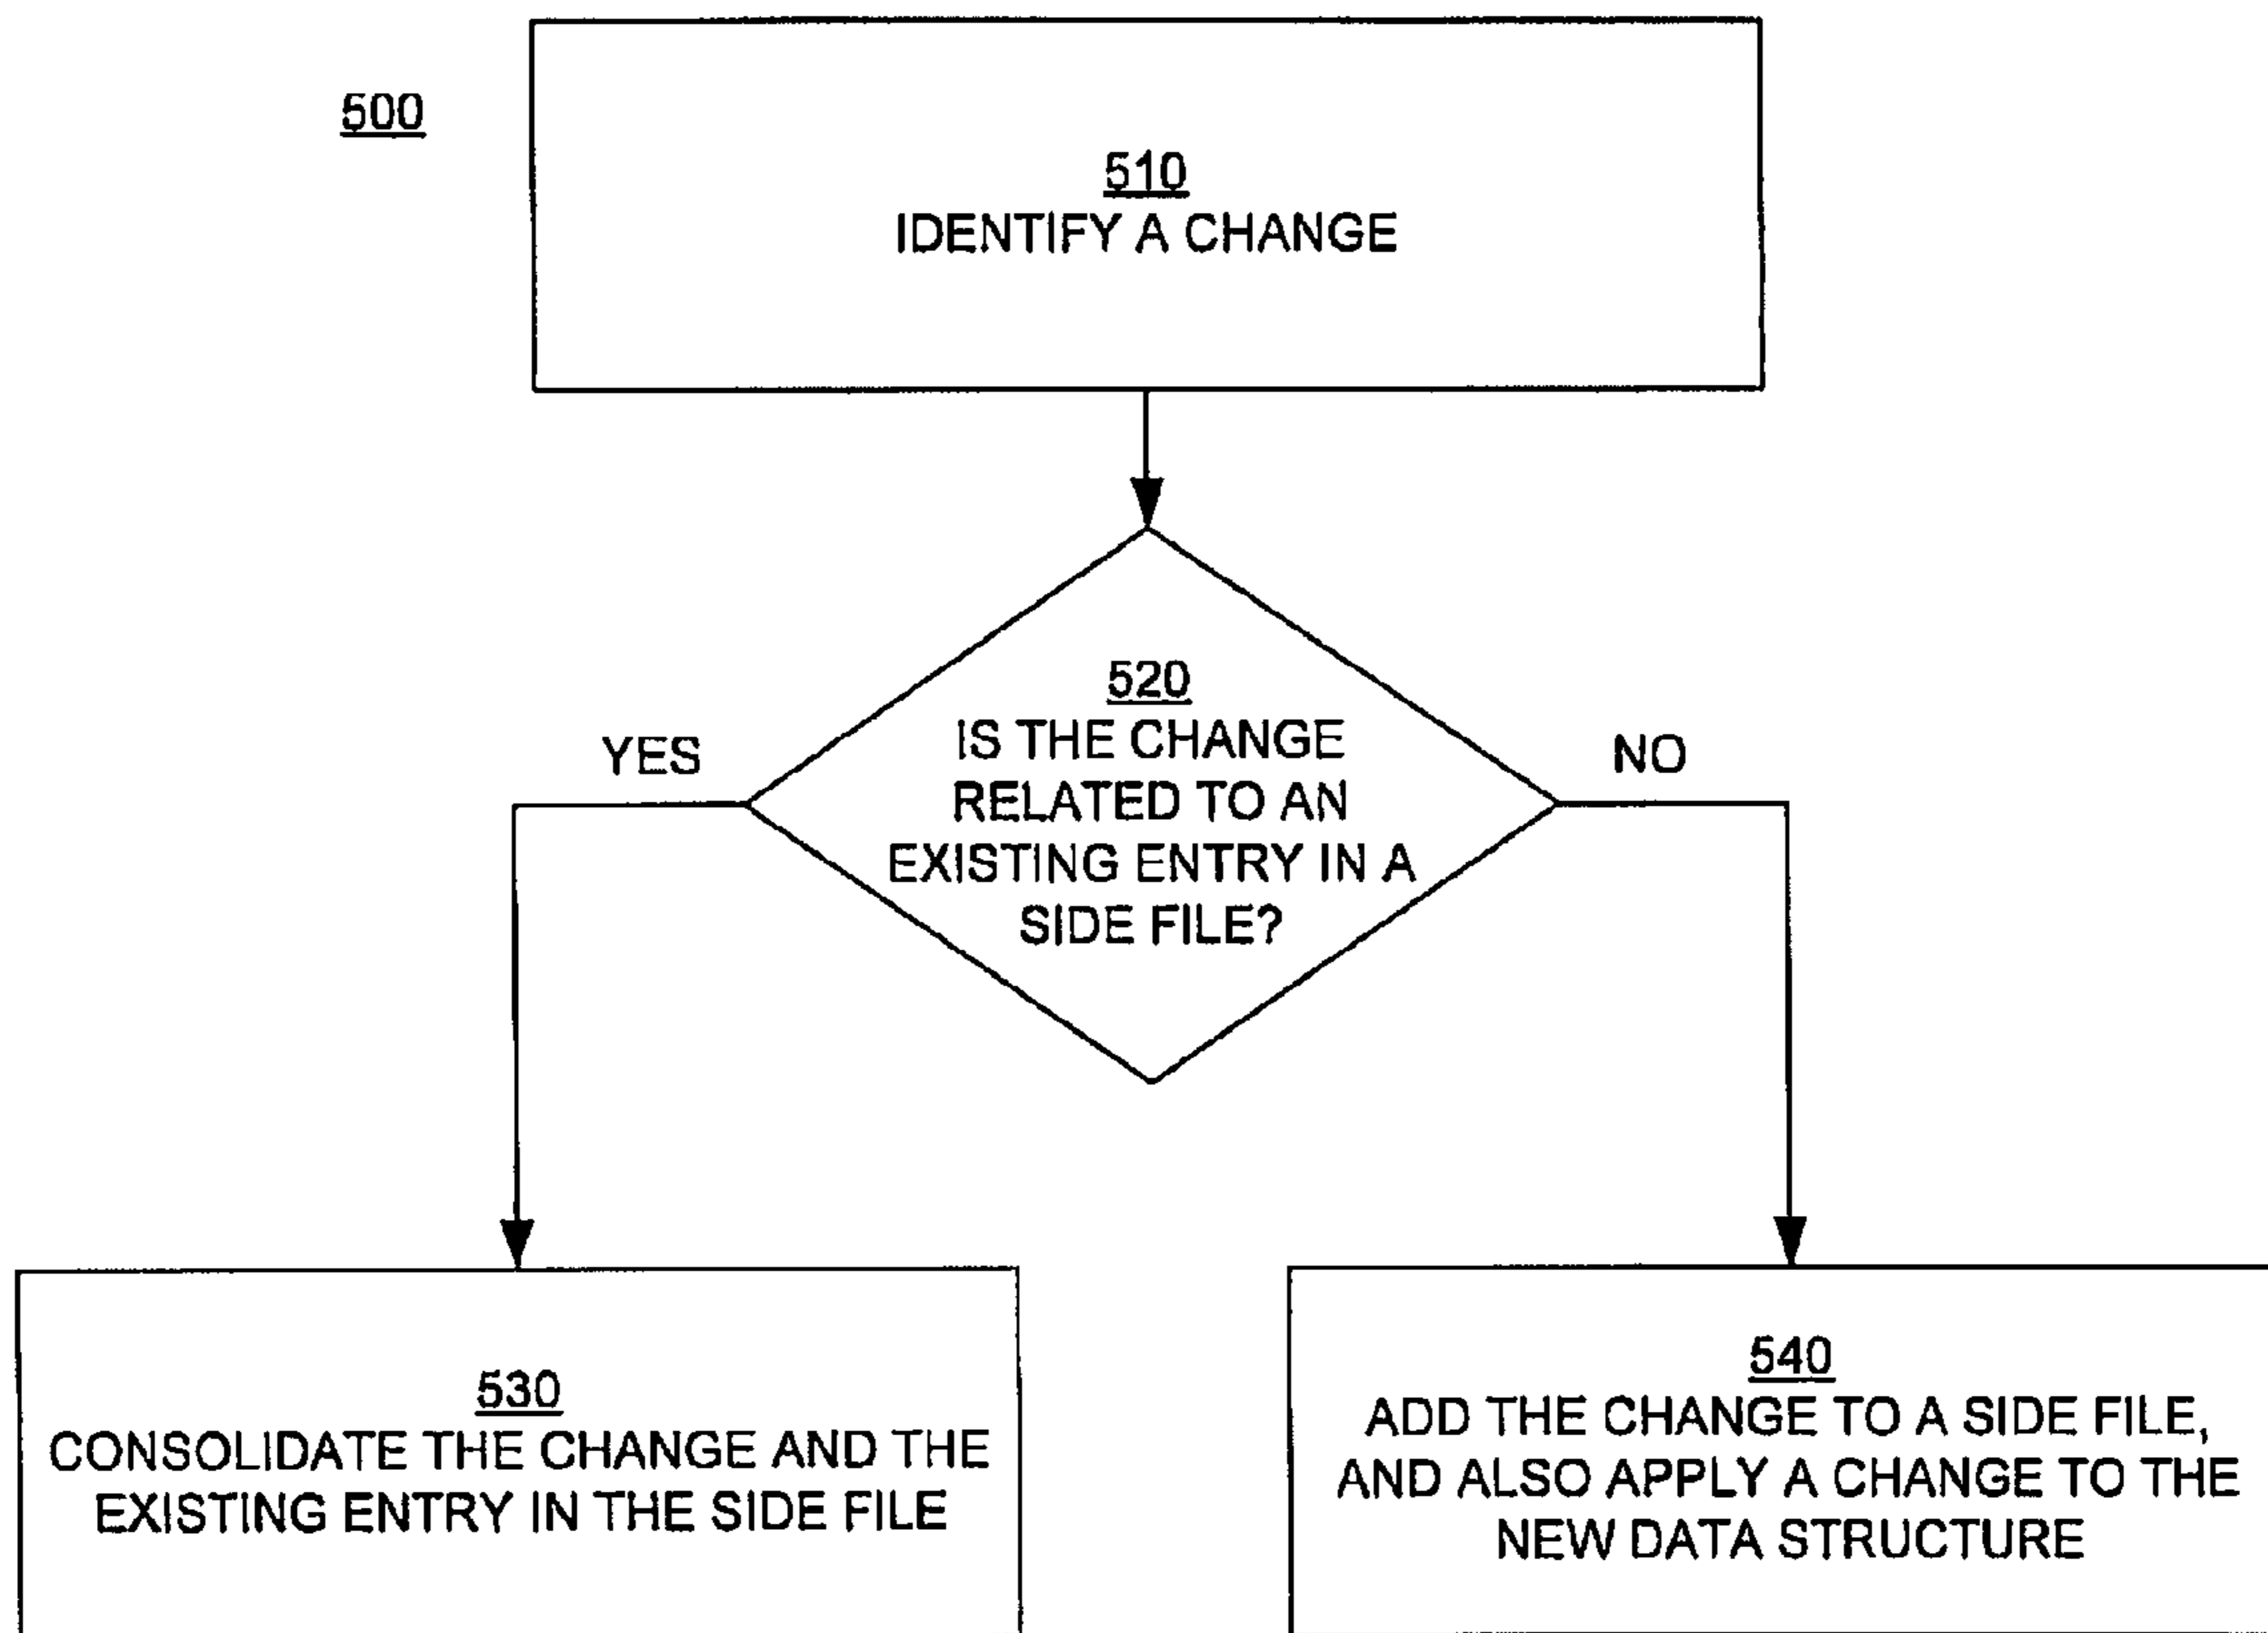 500
510
IDENTIFY A CHANGE
520
IS THE CHANGE
RELATED TO AN
EXISTING ENTRY IN A
SIDE FILE?
YES
NO
530
CONSOLIDATE THE CHANGE AND THE
EXISTING ENTRY IN THE SIDE FILE
540
ADD THE CHANGE TO A SIDE FILE,
AND ALSO APPLY A CHANGE TO THE
NEW DATA STRUCTURE